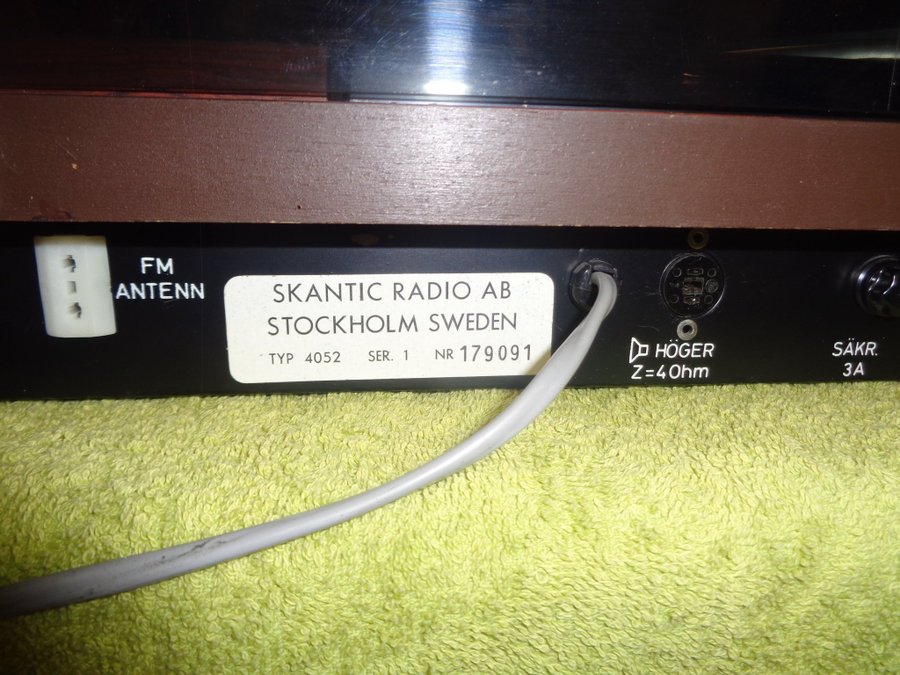 FM
ANTENN
SKANTIC RADIO AB
STOCKHOLM SWEDEN
TYP 4052 SER. 1 NR 179091
HÖGER
Z=4Ohm
SÄKR.
3A